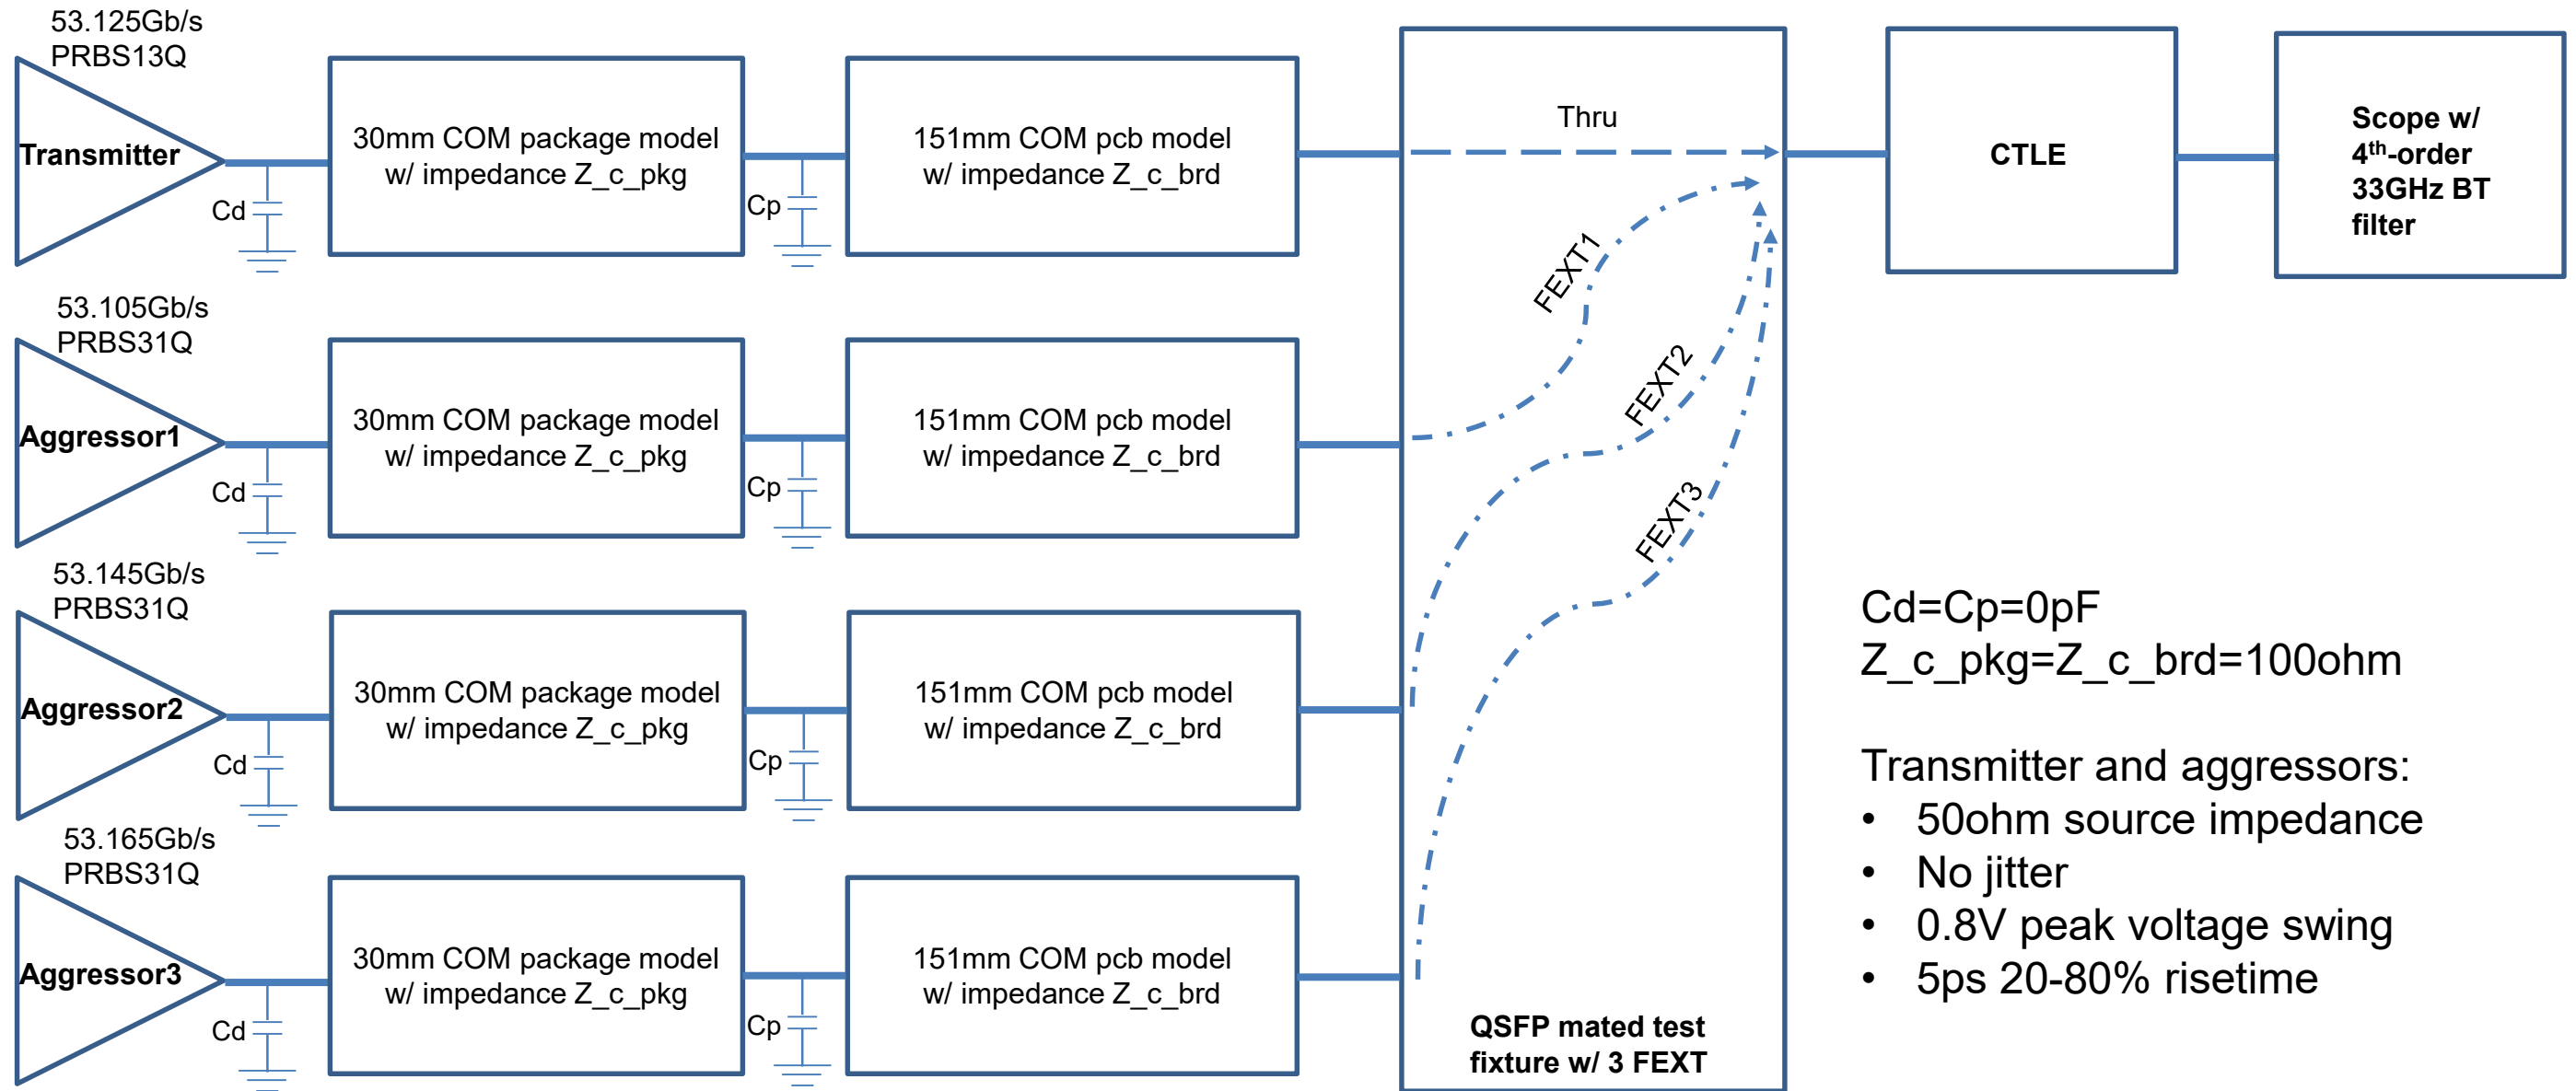 53.125Gb/s
PRBS13Q
Transmitter
Cd
30mm COM package model
w/ impedance Z_c_pkg
Cp
151mm COM pcb model
w/ impedance Z_c_brd
Thru
CTLE
Scope w/
4th-order
33GHz BT
filter
53.105Gb/s
PRBS31Q
Aggressor1
Cd
30mm COM package model
w/ impedance Z_c_pkg
Cp
151mm COM pcb model
w/ impedance Z_c_brd
FEXT1
53.145Gb/s
PRBS31Q
Aggressor2
Cd
30mm COM package model
w/ impedance Z_c_pkg
Cp
151mm COM pcb model
w/ impedance Z_c_brd
FEXT2
53.165Gb/s
PRBS31Q
Aggressor3
Cd
30mm COM package model
w/ impedance Z_c_pkg
Cp
151mm COM pcb model
w/ impedance Z_c_brd
FEXT3
QSFP mated test
fixture w/ 3 FEXT
Cd=Cp=0pF
Z_c_pkg=Z_c_brd=100ohm
Transmitter and aggressors:
• 50ohm source impedance
• No jitter
• 0.8V peak voltage swing
• 5ps 20-80% risetime